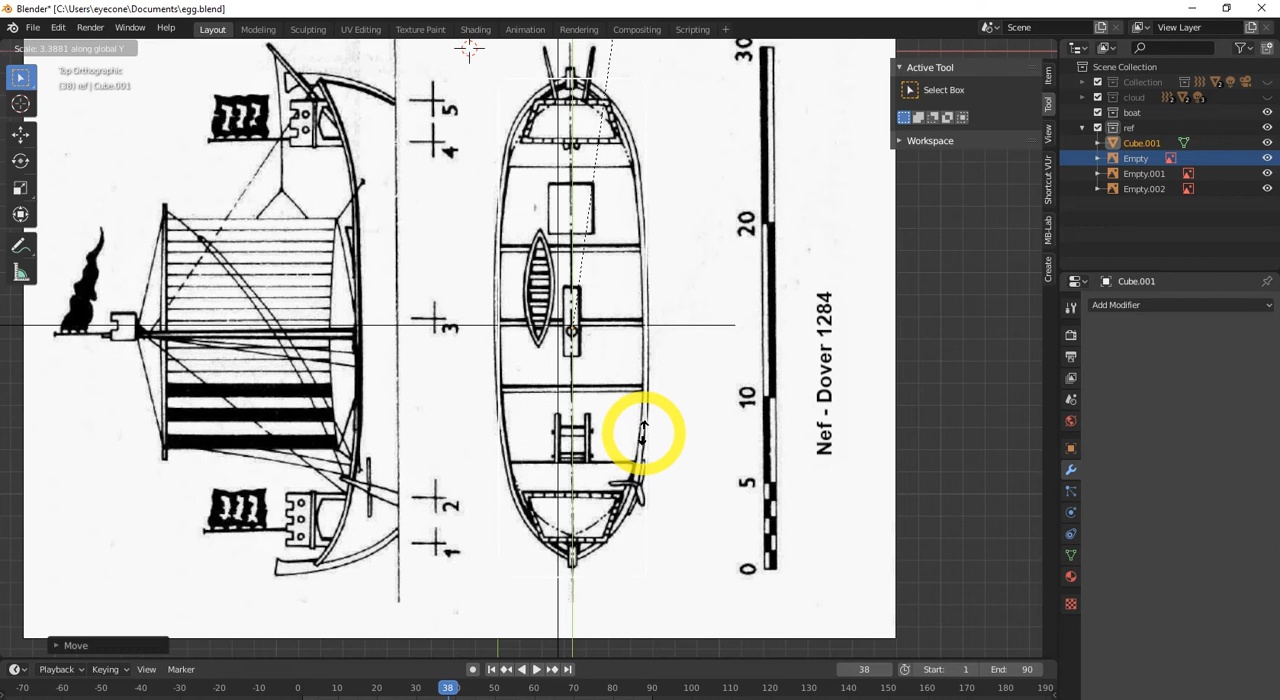 Blender* [C:\Users\eyecone\Documents\egg.blend]
File Edit Render Window Help
Layout Modeling Sculpting UV Editing Texture Paint Shading Animation Rendering Compositing Scripting +
Scene
View Layer
Scale: 3.3881 along global Y
Top Orthographic
(38) ref | Cube.001
Active Tool
Select Box
Workspace
Item
Tool
View
Shortcut VUr
MB-Lab
Create
Scene Collection
Collection
cloud
boat
ref
Cube.001
Empty
Empty.001
Empty.002
Cube.001
Add Modifier
5
4
3
2
1
30
20
10
5
0
Nef - Dover 1284
Move
Playback Keying View Marker
38 Start: 1 End: 90
-70 -60 -50 -40 -30 -20 -10 0 10 20 30 38 50 60 70 80 90 100 110 120 130 140 150 160 170 180 190